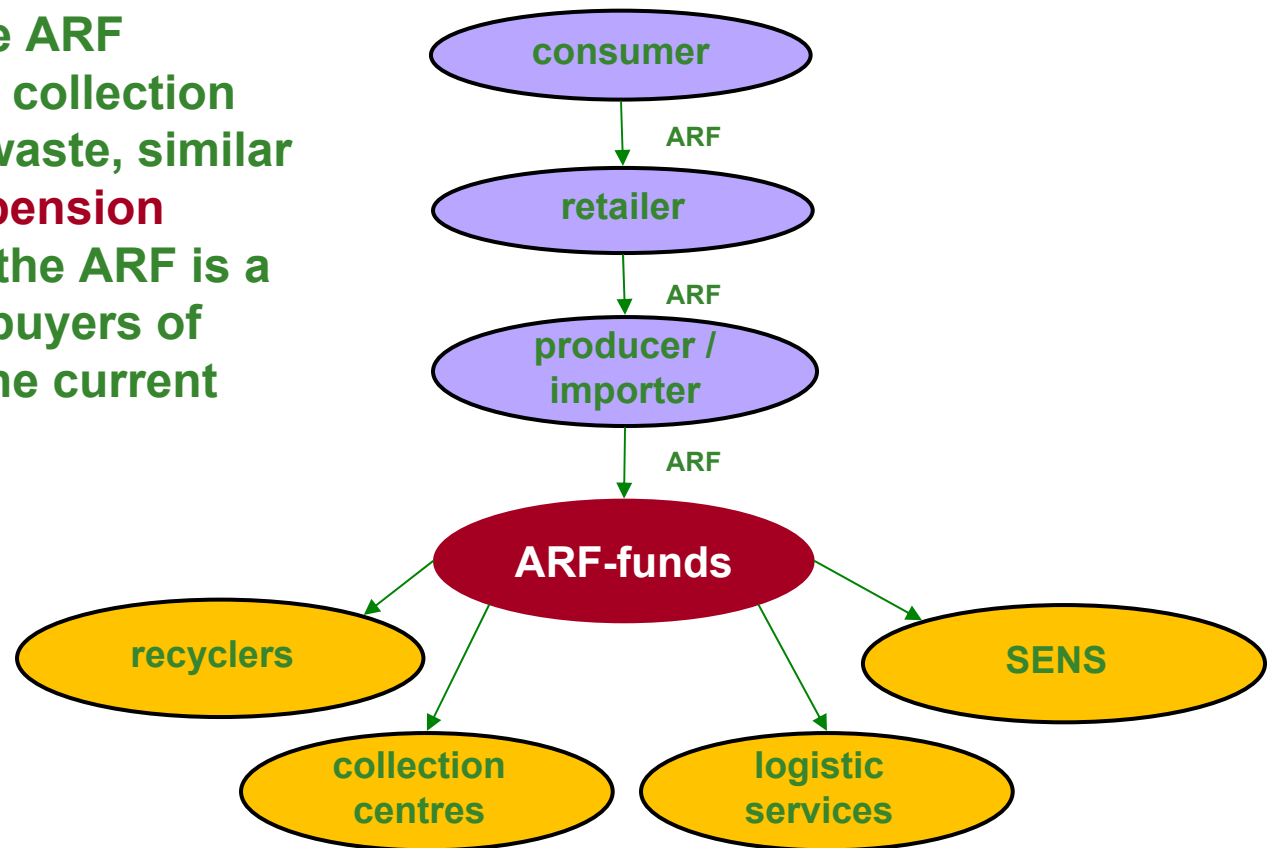 e ARF
collection
waste, similar
pension
the ARF is a
buyers of
he current
consumer
ARF
retailer
ARF
producer /
importer
ARF
ARF-funds
recyclers
SENS
collection
centres
logistic
services